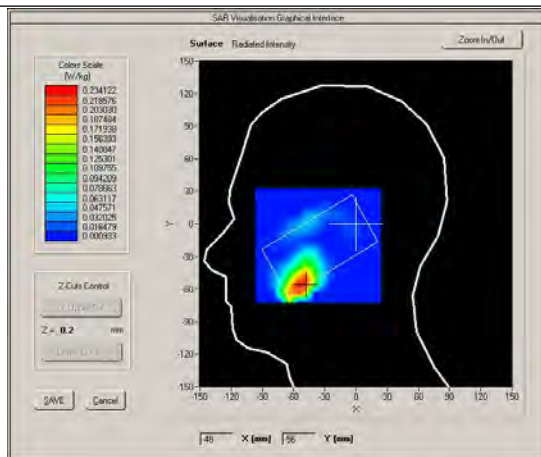 SAR Visualisation Graphical Interface
Surface Radiated Intensity
Zoom In/Out
Colors Scale
(W/kg)
0.234122
0.218576
0.203030
0.187484
0.171938
0.156393
0.140847
0.125301
0.109755
0.094209
0.078663
0.063117
0.047571
0.032025
0.016479
0.000933
150
120
90
60
30
0
-30
-60
-90
-120
-150
Y
-150 -120 -90 -60 -30 0 30 60 90 120 150
X
Z-Cuts Control
Z = 0.2 mm
SAVE
Cancel
X (mm)
Y (mm)